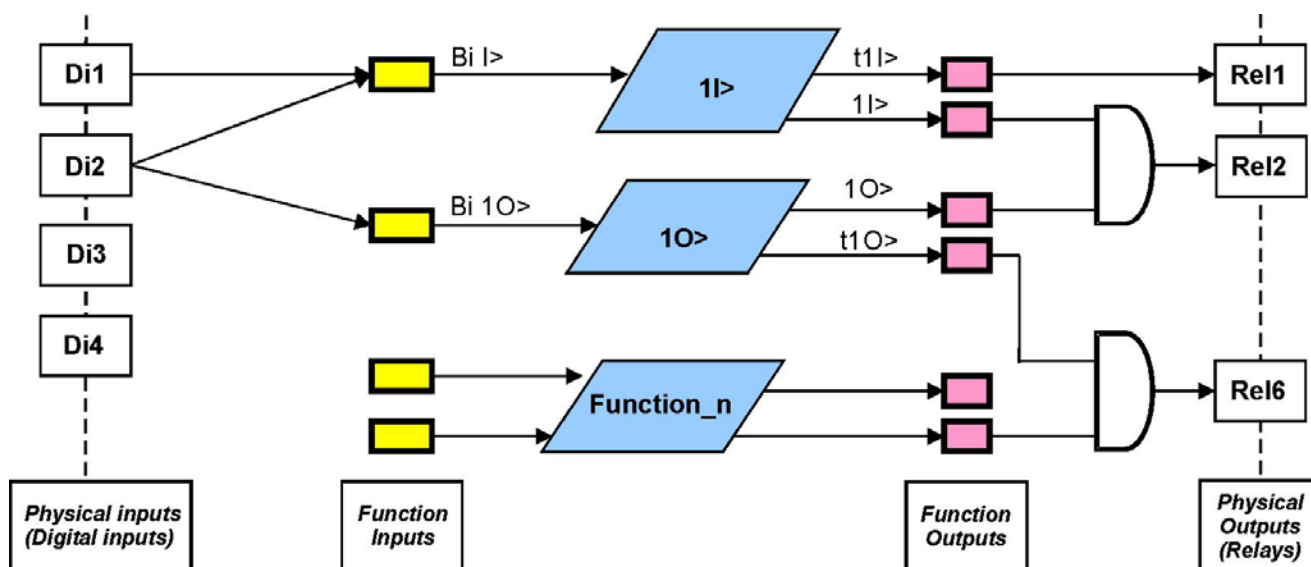 Di1
Bi I>
1I>
t1I>
Rel1
1I>
Di2
Rel2
Bi 1O>
1O>
1O>
t1O>
Di3
Di4
Function_n
Rel6
Physical inputs
(Digital inputs)
Function
Inputs
Function
Outputs
Physical
Outputs
(Relays)